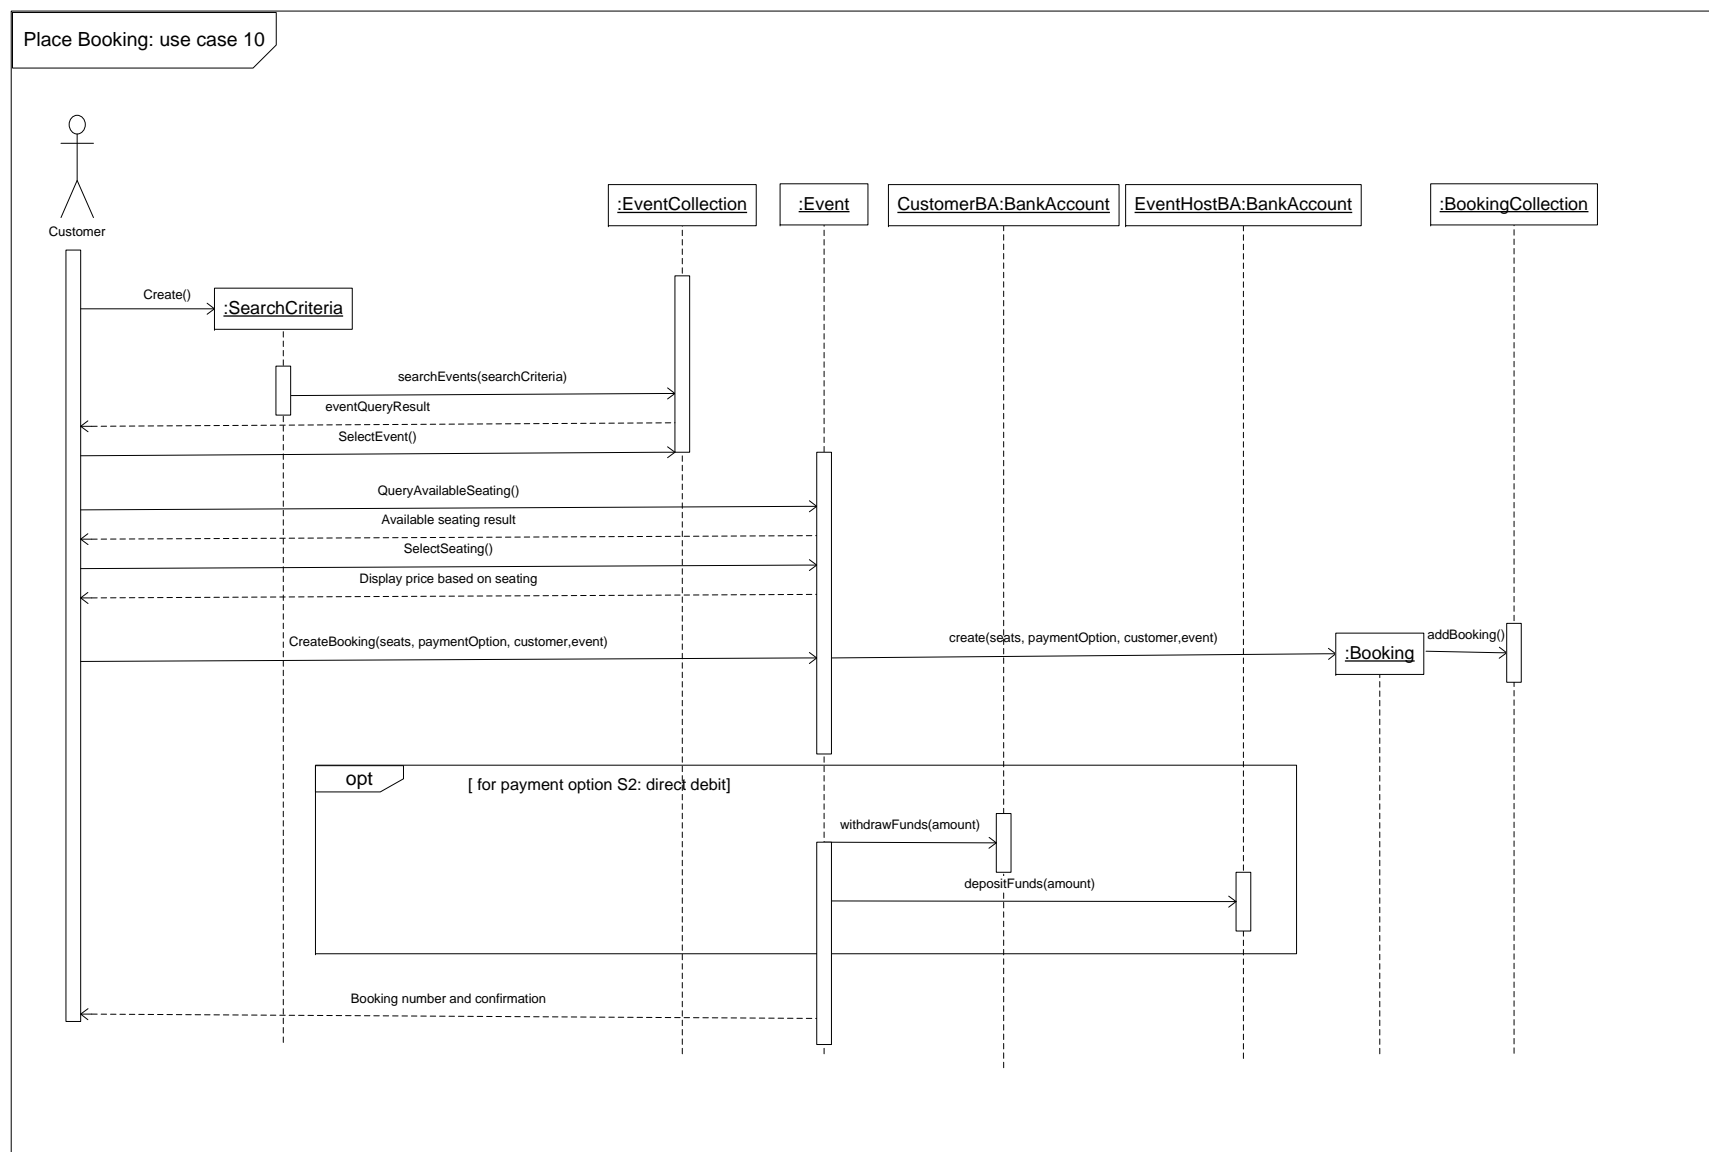 Place Booking: use case 10
Customer
:EventCollection
:Event
CustomerBA:BankAccount
EventHostBA:BankAccount
:BookingCollection
Create()
:SearchCriteria
searchEvents(searchCriteria)
eventQueryResult
SelectEvent()
QueryAvailableSeating()
Available seating result
SelectSeating()
Display price based on seating
CreateBooking(seats, paymentOption, customer,event)
create(seats, paymentOption, customer,event)
:Booking
addBooking()
opt
[ for payment option S2: direct debit]
withdrawFunds(amount)
depositFunds(amount)
Booking number and confirmation